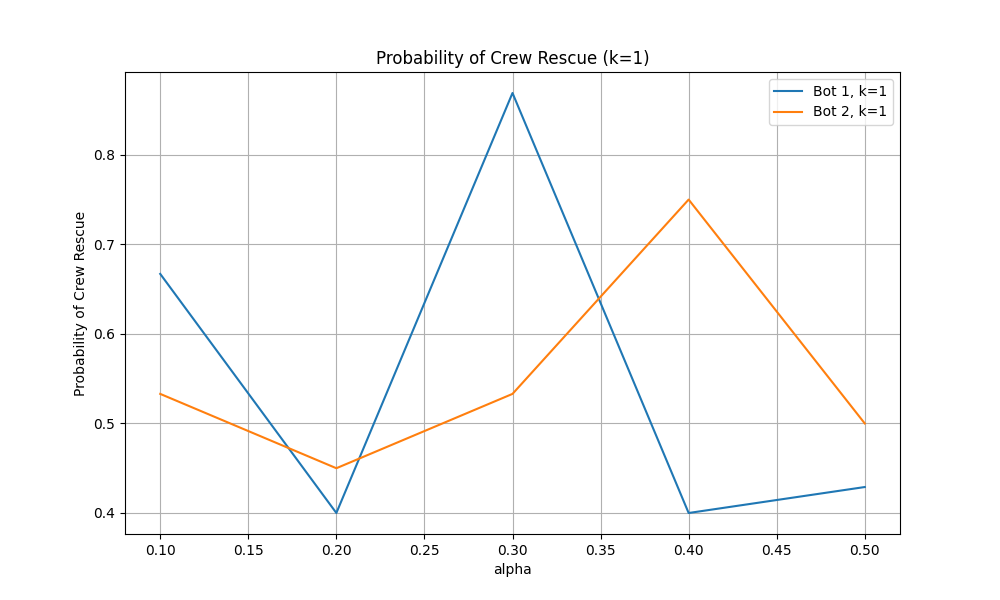 Probability of Crew Rescue (k=1)
Bot 1, k=1
Bot 2, k=1
Probability of Crew Rescue
0.8
0.7
0.6
0.5
0.4
0.10 0.15 0.20 0.25 0.30 0.35 0.40 0.45 0.50
alpha